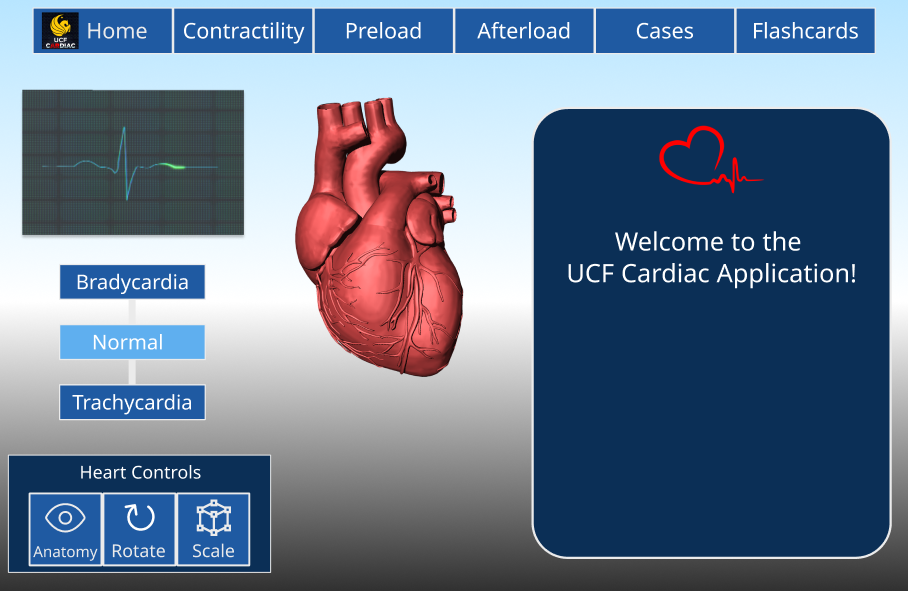 UCF
CARDIAC
Home
Contractility
Preload
Afterload
Cases
Flashcards
Welcome to the
UCF Cardiac Application!
Bradycardia
Normal
Trachycardia
Heart Controls
Anatomy
Rotate
Scale